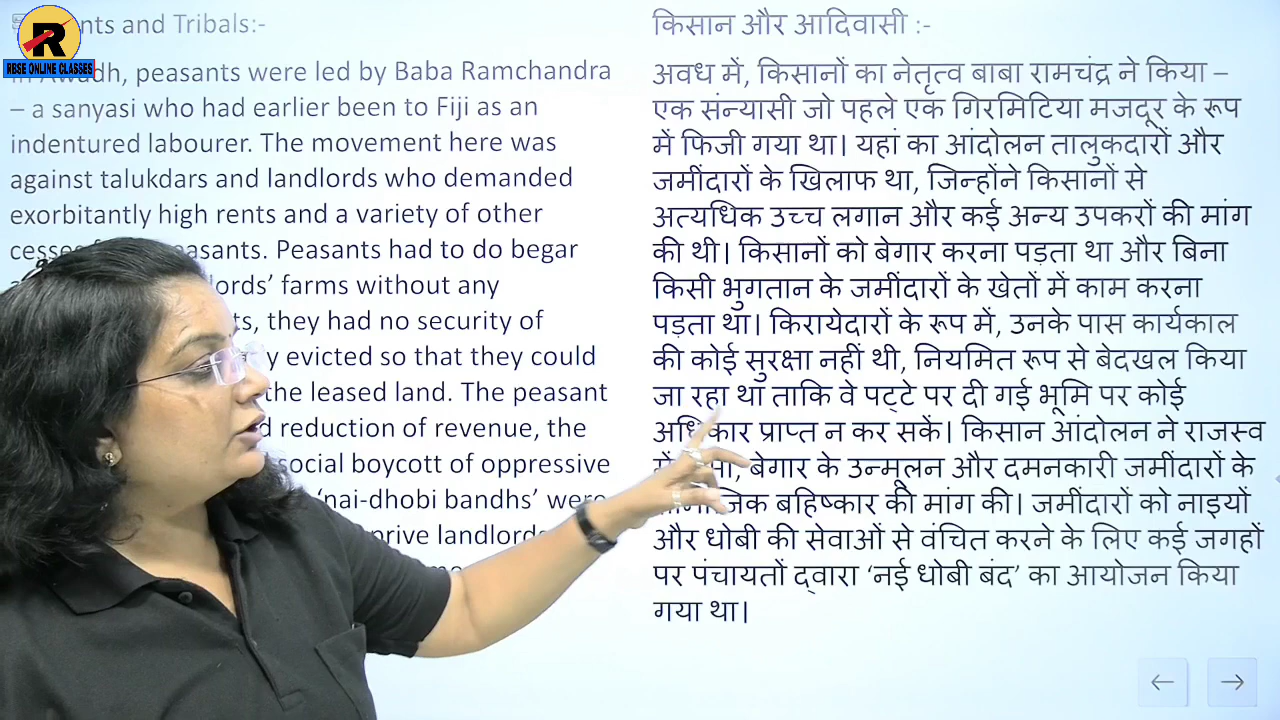 R
RBSE ONLINE CLASSES
and Tribals:-
Awadh, peasants were led by Baba Ramchandra
– a sanyasi who had earlier been to Fiji as an
indentured labourer. The movement here was
against talukdars and landlords who demanded
exorbitantly high rents and a variety of other
Peasants had to do begar
farms without any
they had no security of
evicted so that they could
the leased land. The peasant
reduction of revenue, the
social boycott of oppressive
‘nai-dhobi bandhs’ were
किसान और आदिवासी :-
अवध में, किसानों का नेतृत्व बाबा रामचंद्र ने किया –
एक संन्यासी जो पहले एक गिरमिटिया मजदूर के रूप
में फिजी गया था। यहां का आंदोलन तालुकदारों और
जमींदारों के खिलाफ था, जिन्होंने किसानों से
अत्यधिक उच्च लगान और कई अन्य उपकरों की मांग
की थी। किसानों को बेगार करना पड़ता था और बिना
किसी भुगतान के जमींदारों के खेतों में काम करना
पड़ता था। किरायेदारों के रूप में, उनके पास कार्यकाल
की कोई सुरक्षा नहीं थी, नियमित रूप से बेदखल किया
जा रहा था ताकि वे पट्टे पर दी गई भूमि पर कोई
अधिकार प्राप्त न कर सकें। किसान आंदोलन ने राजस्व
बेगार के उन्मूलन और दमनकारी जमींदारों के
बहिष्कार की मांग की। जमींदारों को नाइयों
और धोबी की सेवाओं से वंचित करने के लिए कई जगहों
पर पंचायतों द्वारा ‘नई धोबी बंद’ का आयोजन किया
गया था।